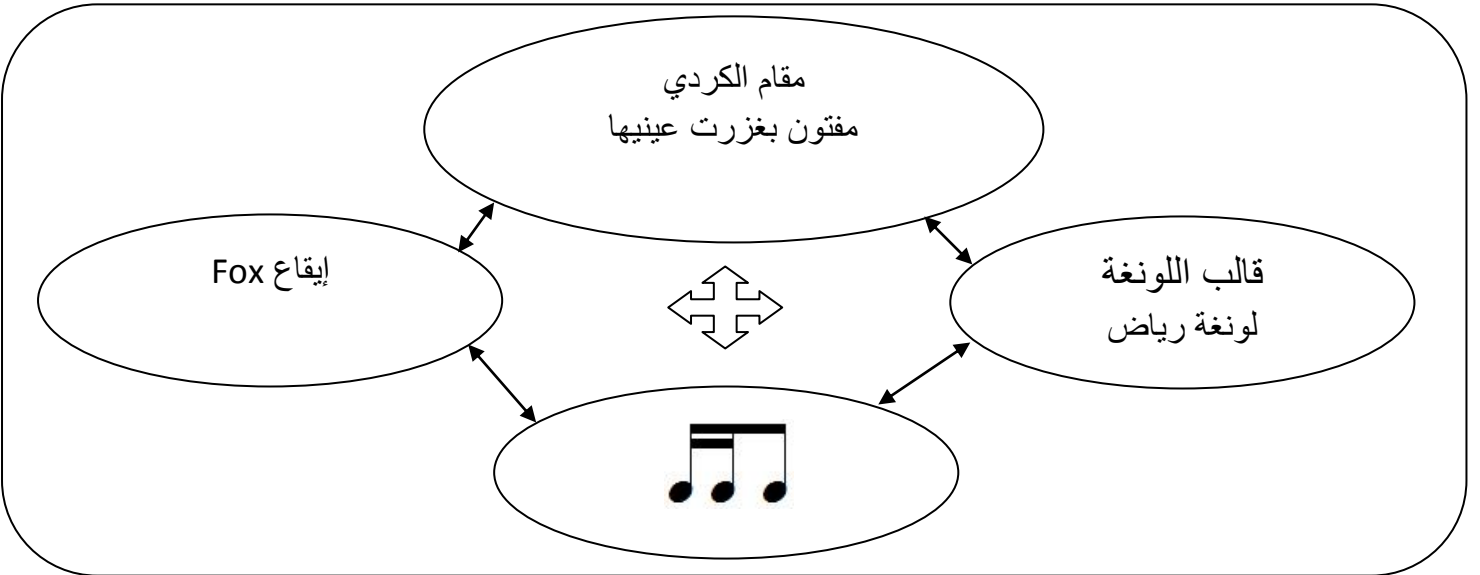 مقام الكردي
مفتون بغزرت عينيها
إيقاع Fox
قالب اللونغة
لونغة رياض